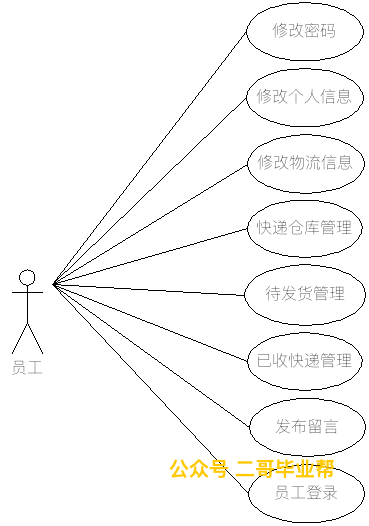 修改密码
修改个人信息
修改物流信息
快递仓库管理
待发货管理
员工
已收快递管理
发布留言
公众号 二哥毕业帮
员工登录